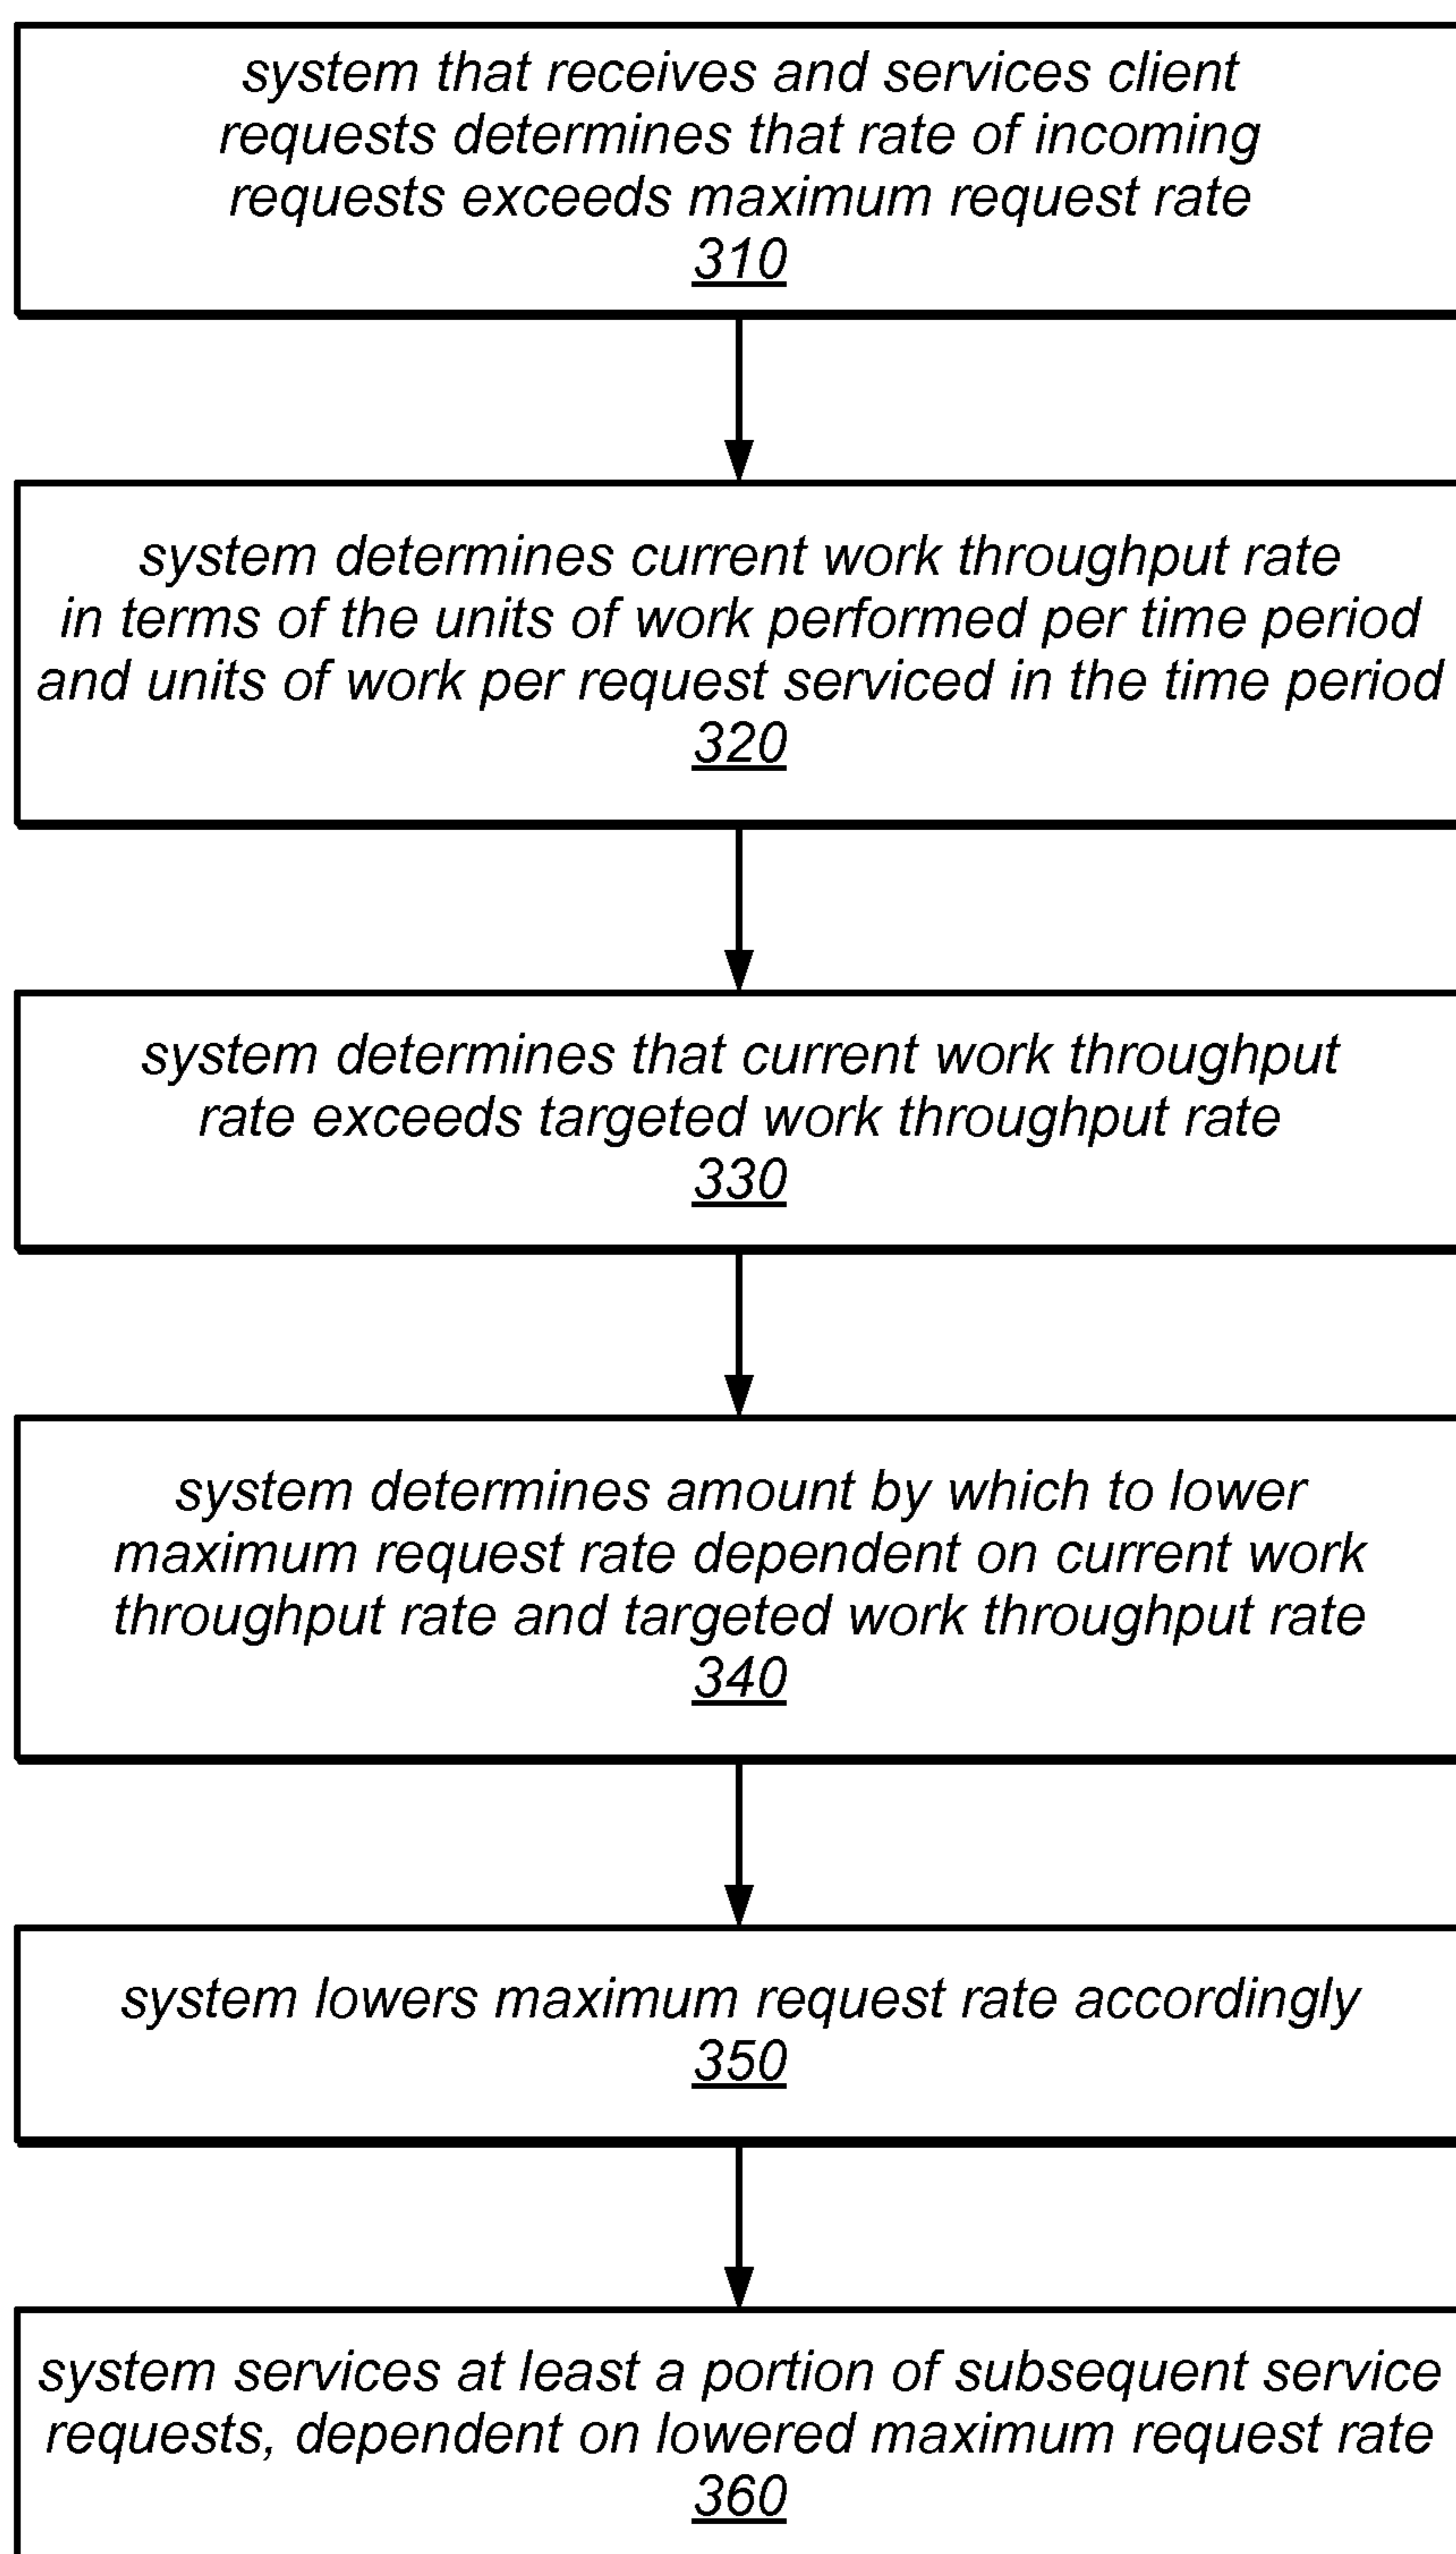 system that receives and services client
requests determines that rate of incoming
requests exceeds maximum request rate
310
system determines current work throughput rate
in terms of the units of work performed per time period
and units of work per request serviced in the time period
320
system determines that current work throughput
rate exceeds targeted work throughput rate
330
system determines amount by which to lower
maximum request rate dependent on current work
throughput rate and targeted work throughput rate
340
system lowers maximum request rate accordingly
350
system services at least a portion of subsequent service
requests, dependent on lowered maximum request rate
360